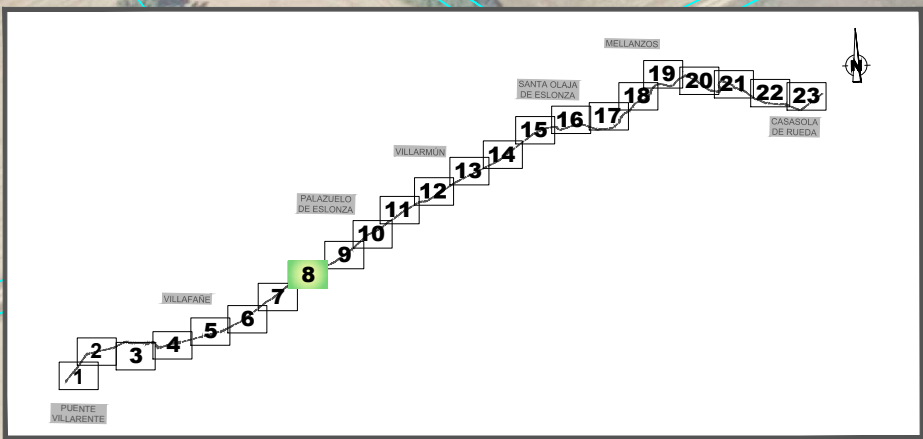 MELLANZOS
N
19
20
21
22
23
SANTA OLAJA
DE ESLONZA
18
17
16
15
CASASOLA
DE RUEDA
VILLARMÚN
14
13
12
PALAZUELO
DE ESLONZA
11
10
9
8
7
VILLAFAÑE
6
5
4
3
2
1
PUENTE
VILLARENTE